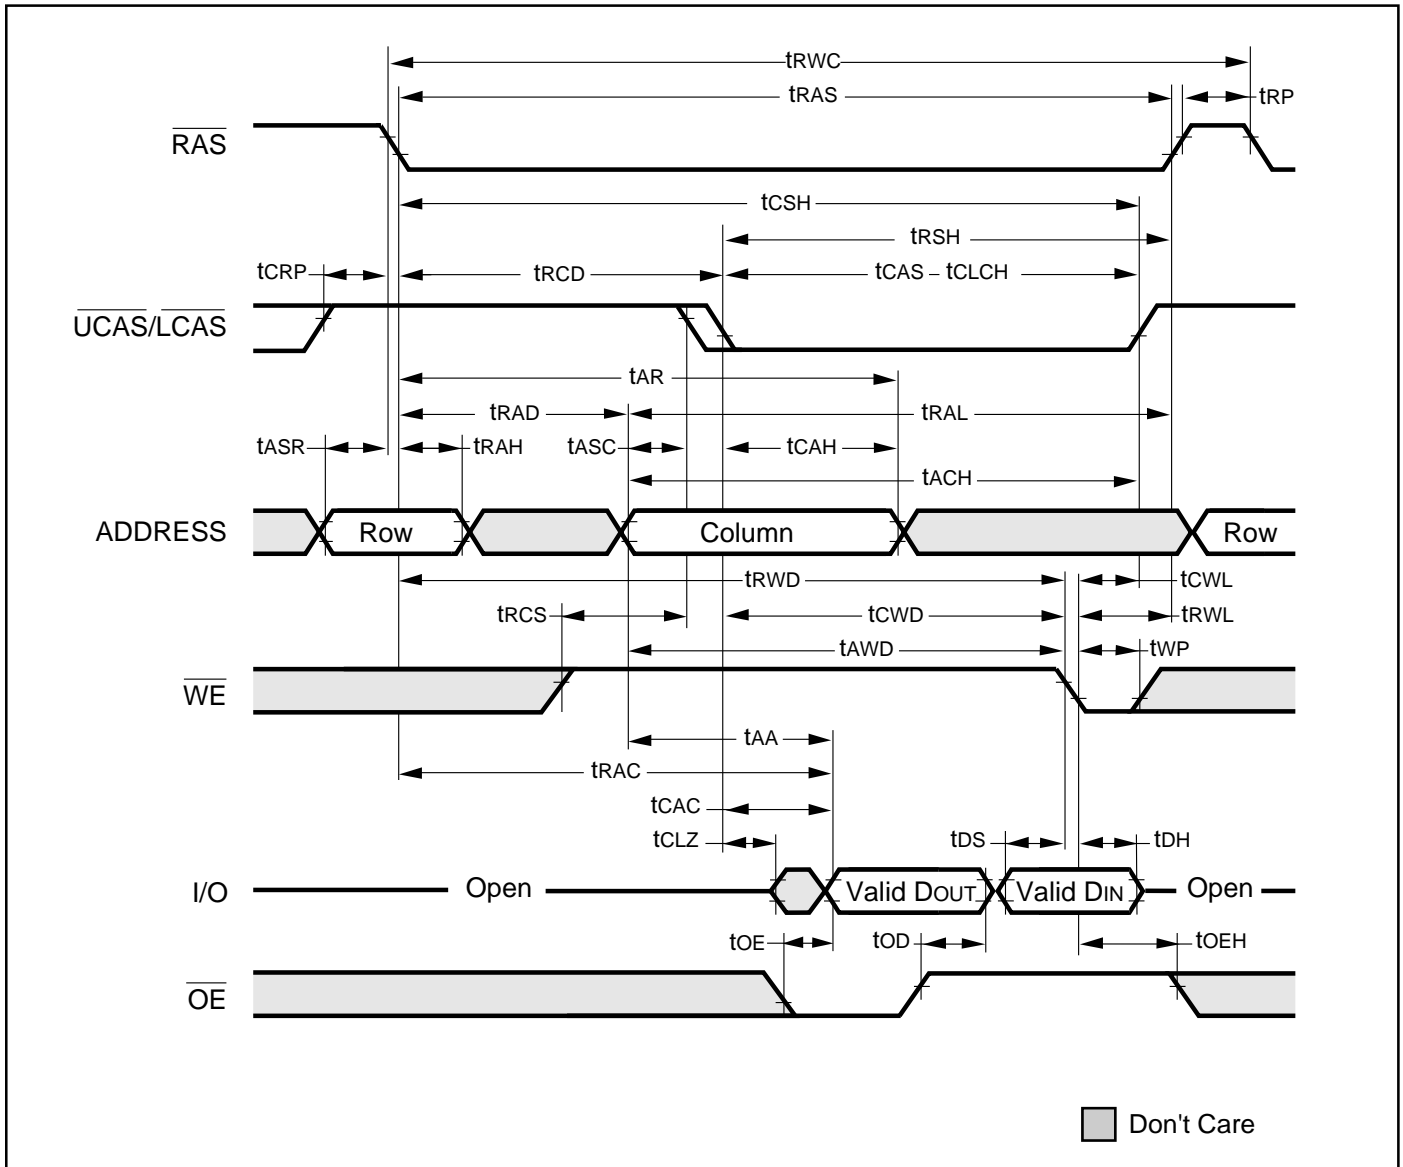 tRWC
tRAS
tRP
RAS
tCSH
tRSH
tCRP
tRCD
tCAS – tCLCH
UCAS/LCAS
tAR
tRAD
tRAL
tASR
tRAH
tASC
tCAH
tACH
ADDRESS
Row
Column
Row
tRWD
tCWL
tRCS
tCWD
tRWL
tAWD
tWP
WE
tAA
tRAC
tCAC
tCLZ
tDS
tDH
I/O
Open
Valid DOUT
Valid DIN
Open
tOE
tOD
tOEH
OE
Don't Care